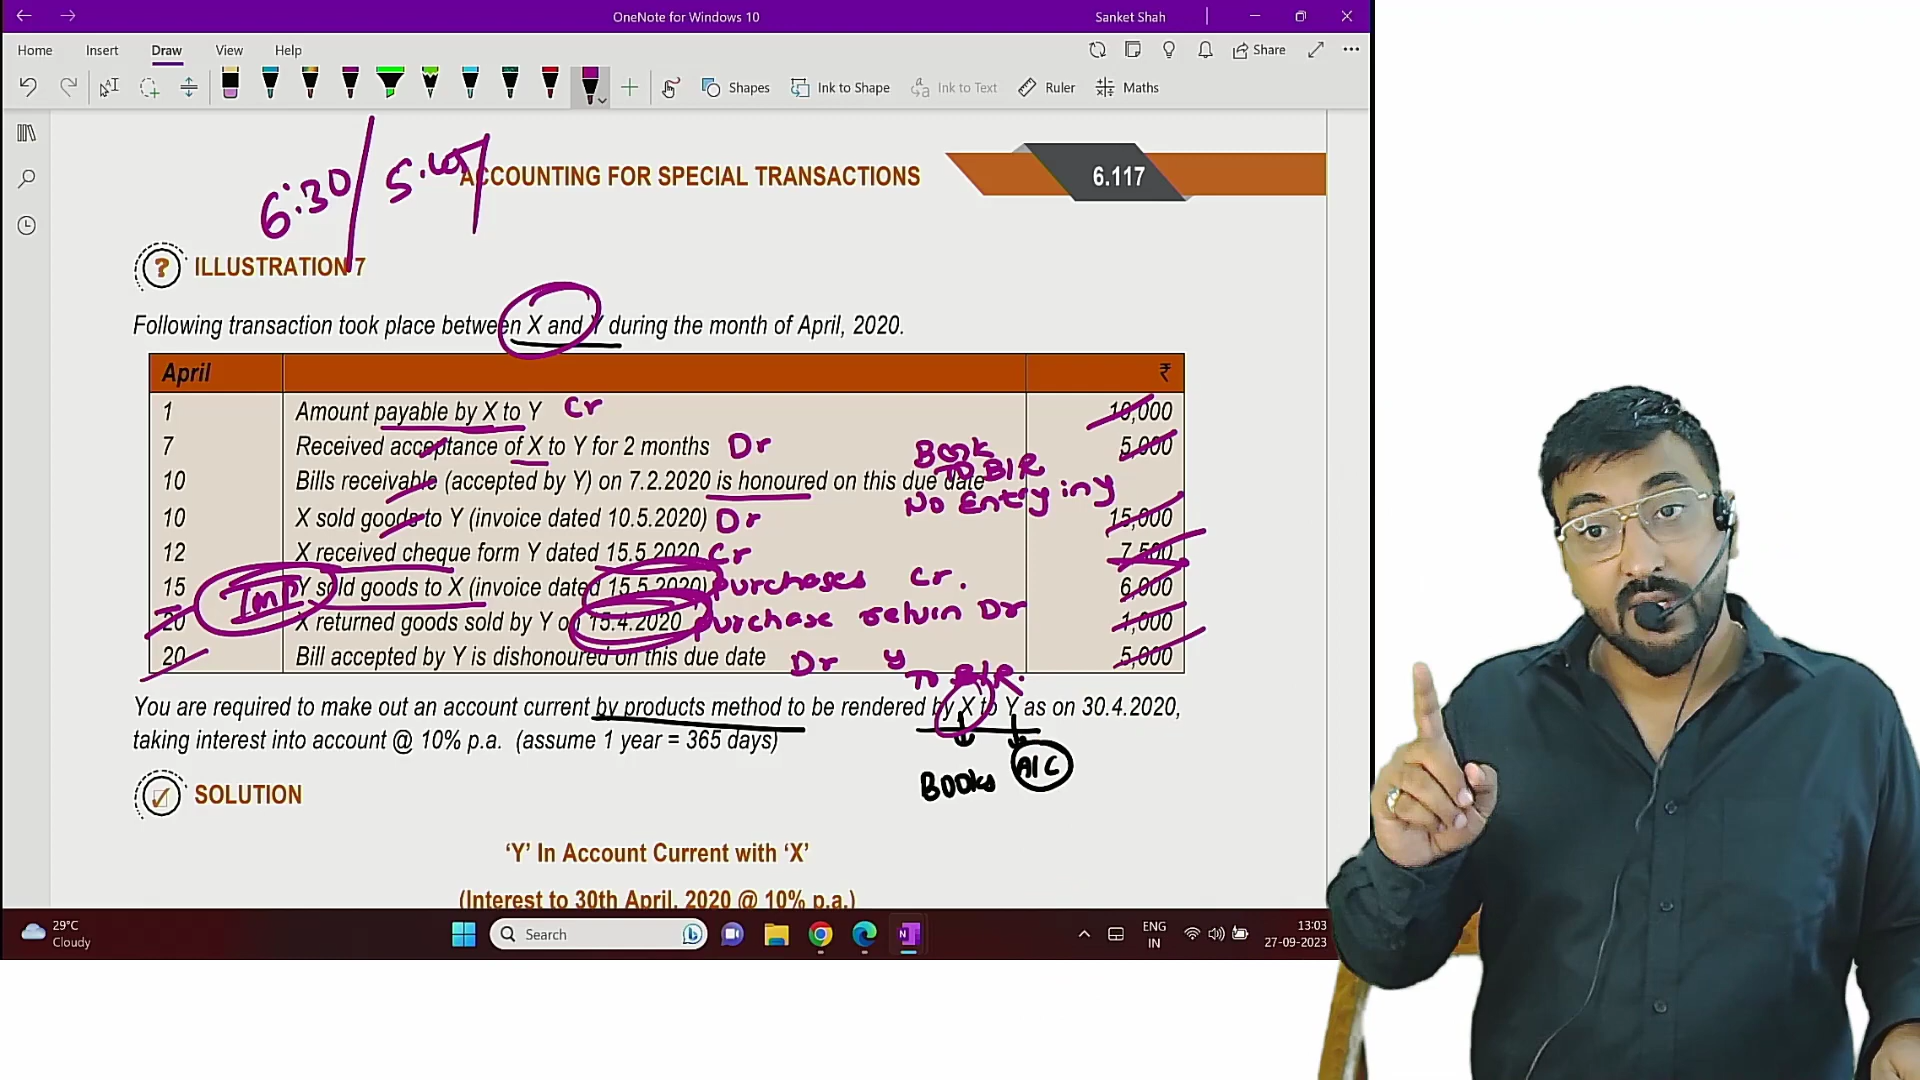 OneNote for Windows 10
Sanket Shah
Home Insert Draw View Help
Share
Shapes Ink to Shape Ink to Text Ruler Maths
6:30 / 5.45
ACCOUNTING FOR SPECIAL TRANSACTIONS 6.117
? ILLUSTRATION 7
Following transaction took place between X and Y during the month of April, 2020.
April ₹
1 Amount payable by X to Y Cr 10,000
7 Received acceptance of X to Y for 2 months Dr 5,000
Book
To B/R
10 Bills receivable (accepted by Y) on 7.2.2020 is honoured on this due date
No Entry in Y
10 X sold goods to Y (invoice dated 10.5.2020) Dr 15,000
12 X received cheque form Y dated 15.5.2020 Cr 7,500
15 Y sold goods to X (invoice dated 15.5.2020) Purchases Cr. 6,000
Imp
20 X returned goods sold by Y on 15.4.2020 purchase return Dr 1,000
20 Bill accepted by Y is dishonoured on this due date Dr Y 5,000
To B/R.
You are required to make out an account current by products method to be rendered by X to Y as on 30.4.2020,
taking interest into account @ 10% p.a. (assume 1 year = 365 days)
Books A/C
SOLUTION
‘Y’ In Account Current with ‘X’
(Interest to 30th April, 2020 @ 10% p.a.)
29°C
Cloudy
Search
ENG
IN
13:03
27-09-2023